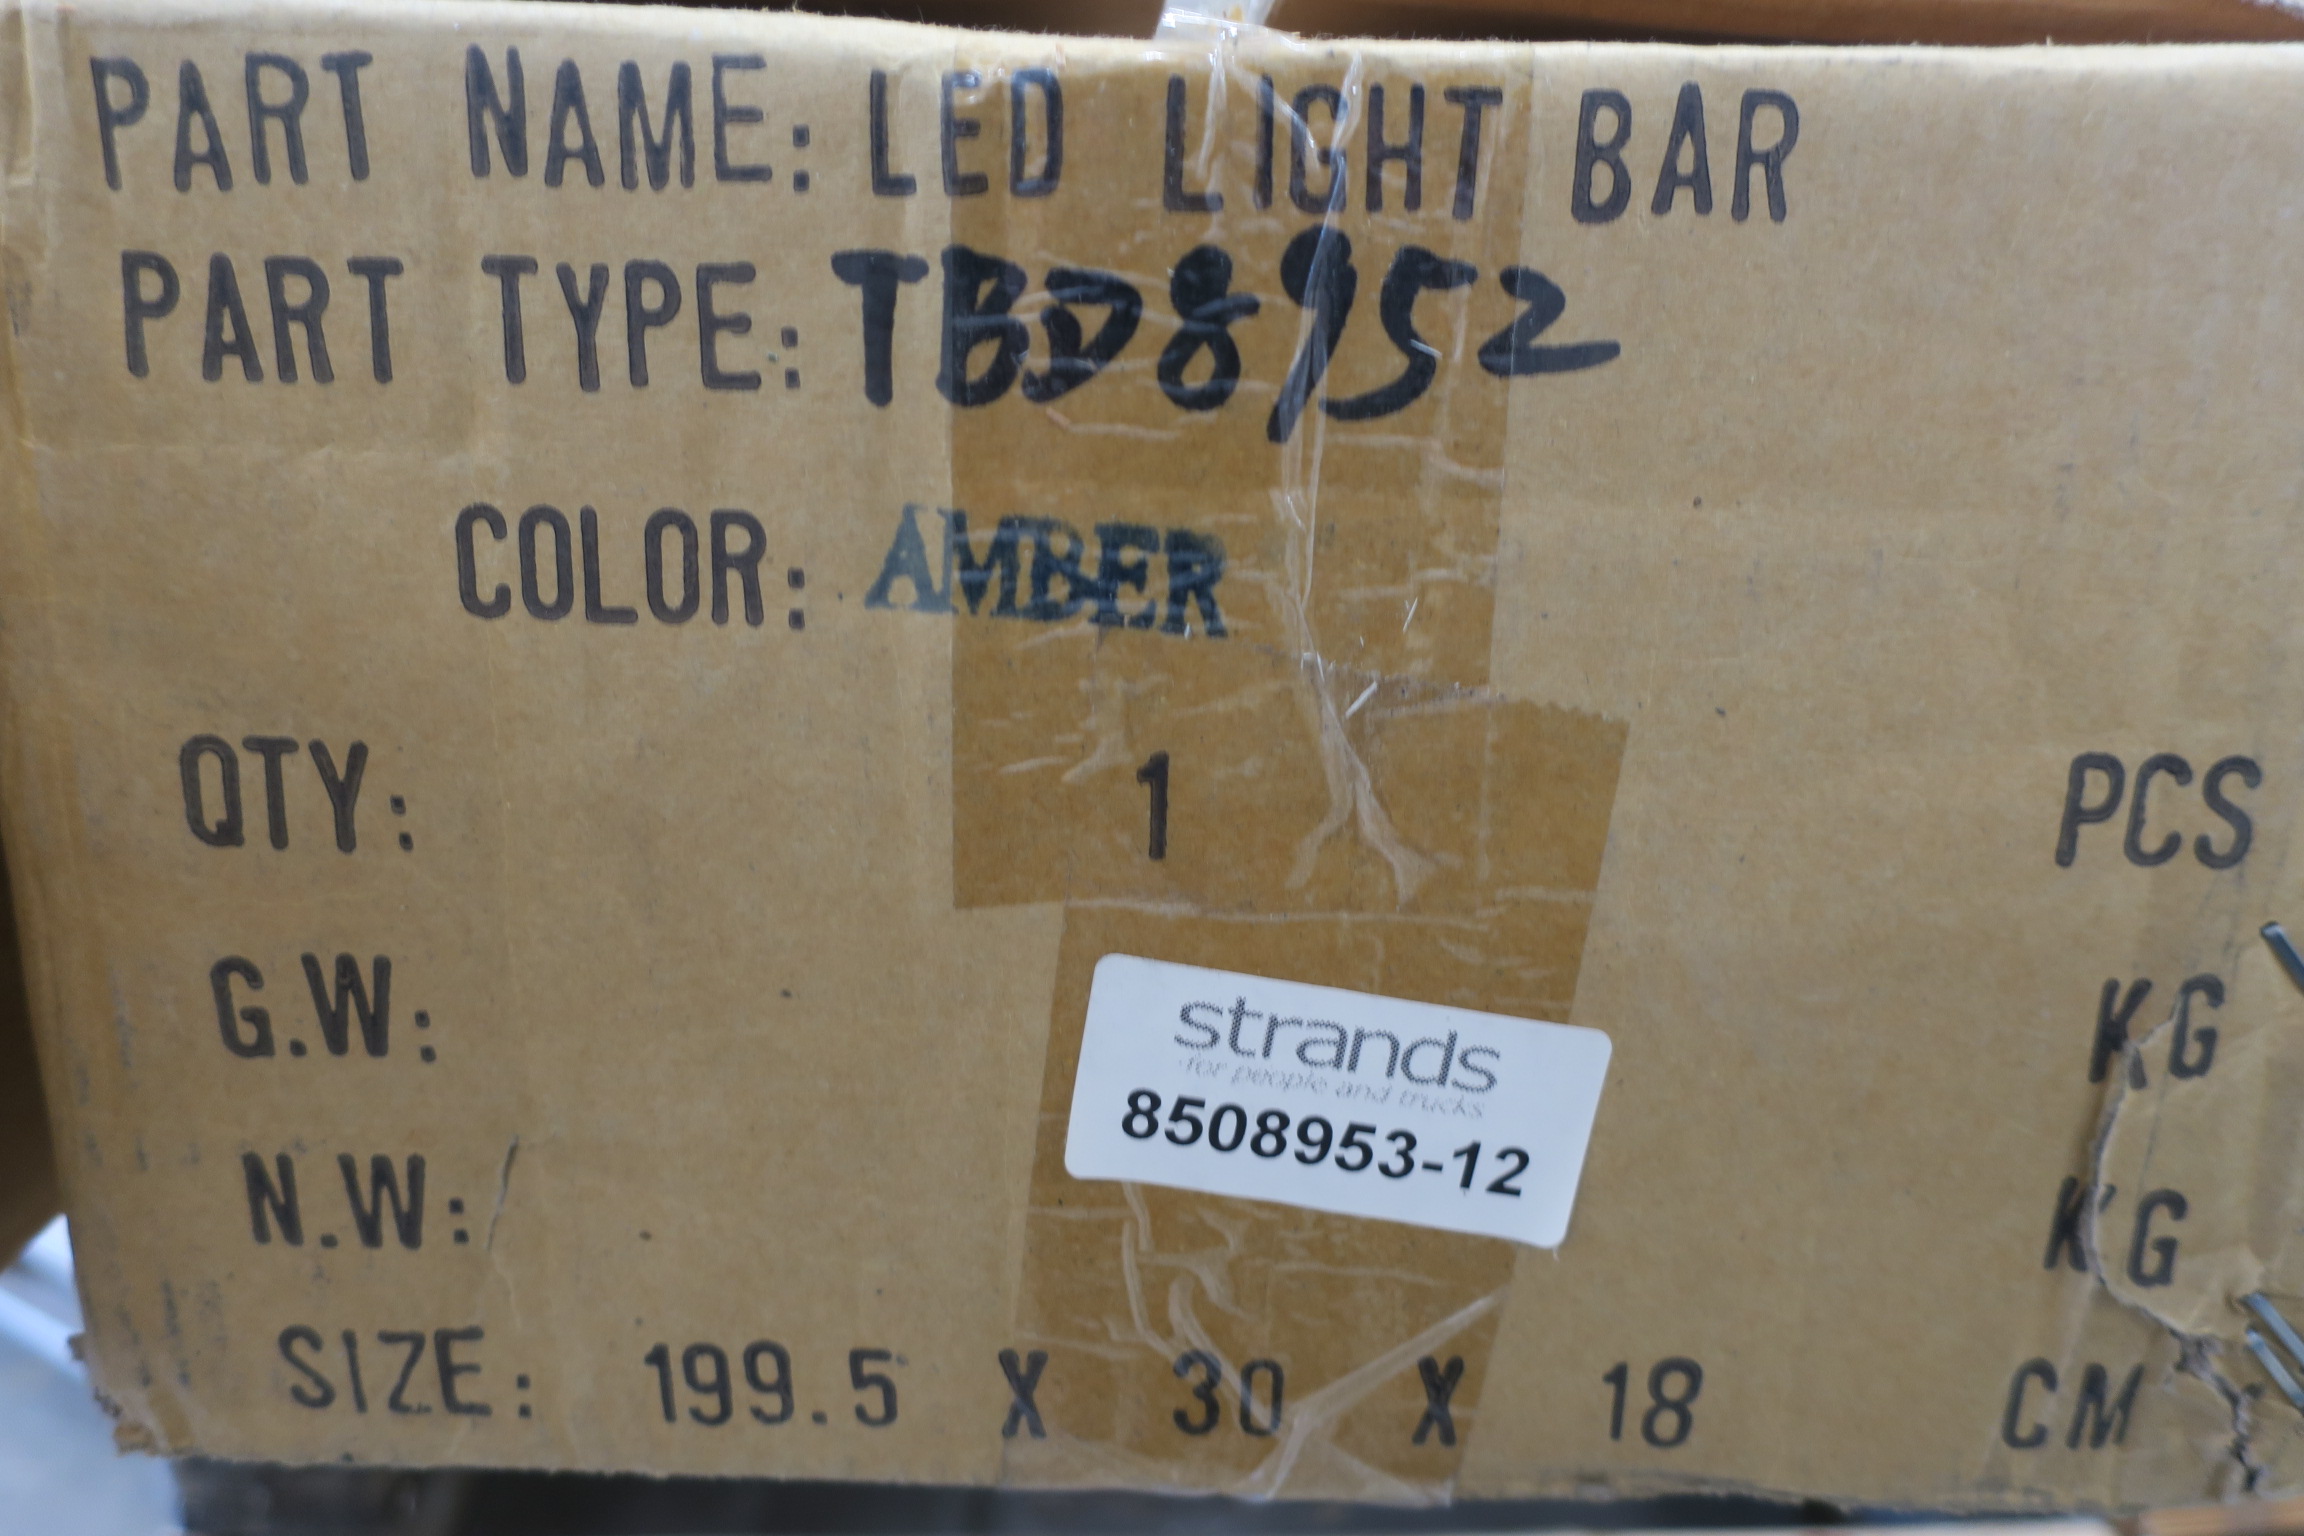 PART NAME: LED LIGHT BAR
PART TYPE: TBD8952
COLOR: AMBER
QTY: 1 PCS
G.W: KG
strands
for people and trucks
8508953-12
N.W: KG
SIZE: 199.5 X 30 X 18 CM